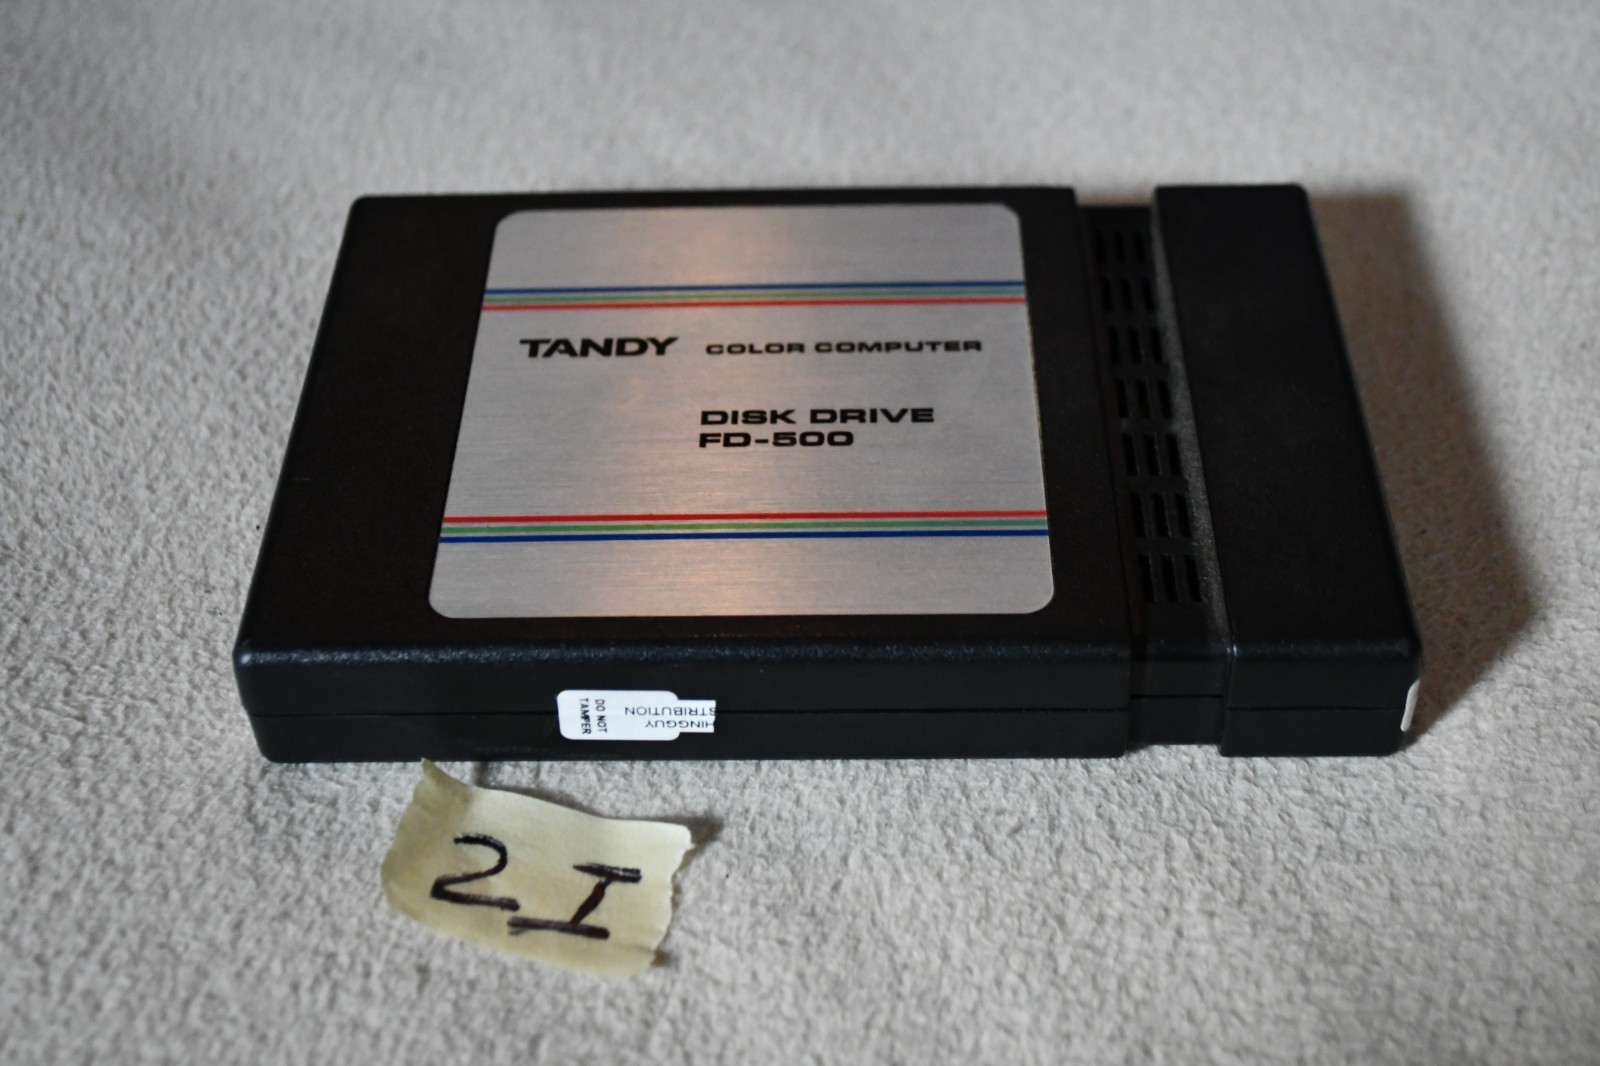 TANDY COLOR COMPUTER
DISK DRIVE
FD-500
DO NOT
TAMPER
HINGGUY
STRIBUTION
2I